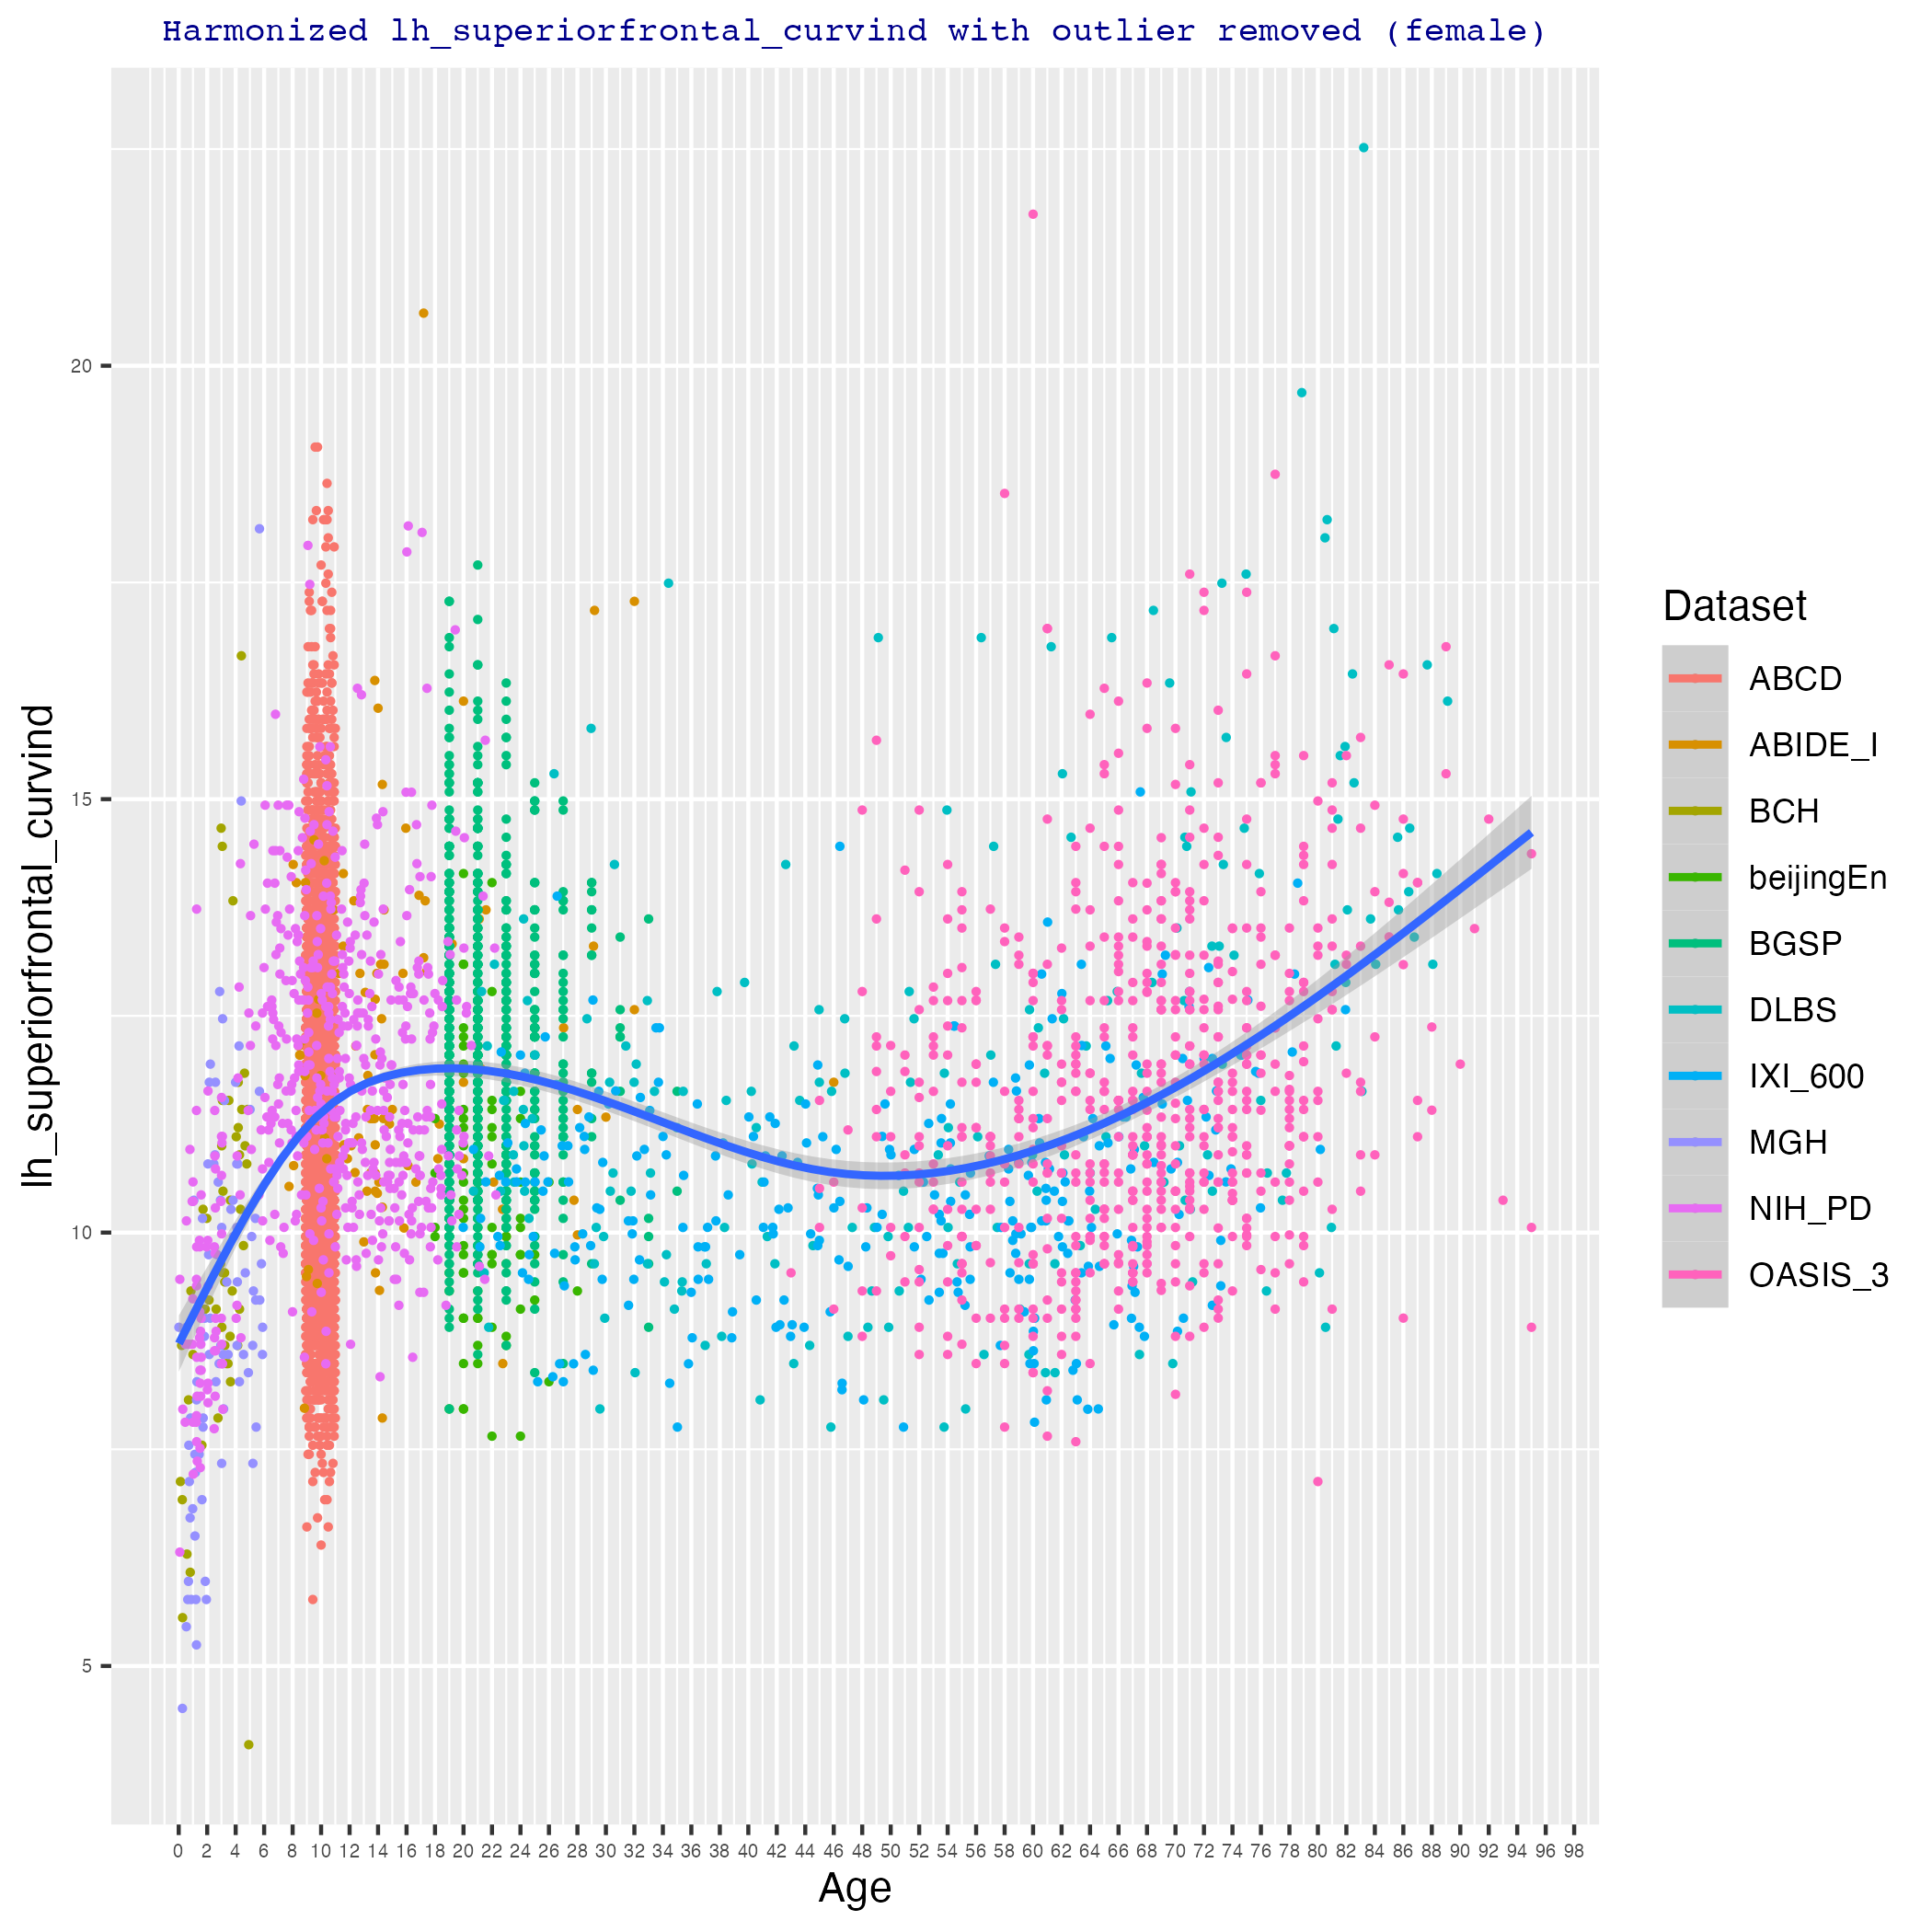 Harmonized lh_superiorfrontal_curvind with outlier removed (female)
lh_superiorfrontal_curvind
20
15
10
5
0 2 4 6 8 10 12 14 16 18 20 22 24 26 28 30 32 34 36 38 40 42 44 46 48 50 52 54 56 58 60 62 64 66 68 70 72 74 76 78 80 82 84 86 88 90 92 94 96 98
Age
Dataset
ABCD
ABIDE_I
BCH
beijingEn
BGSP
DLBS
IXI_600
MGH
NIH_PD
OASIS_3